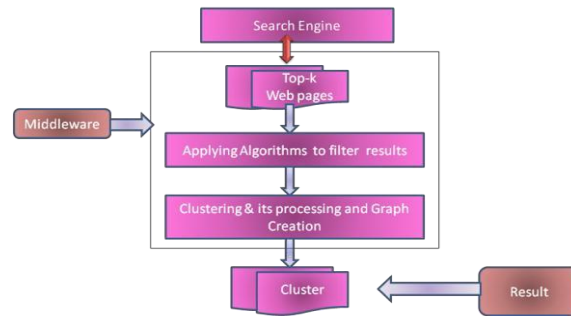 Search Engine
Top-k
Web pages
Middleware
Applying Algorithms to filter results
Clustering & its processing and Graph
Creation
Cluster
Result